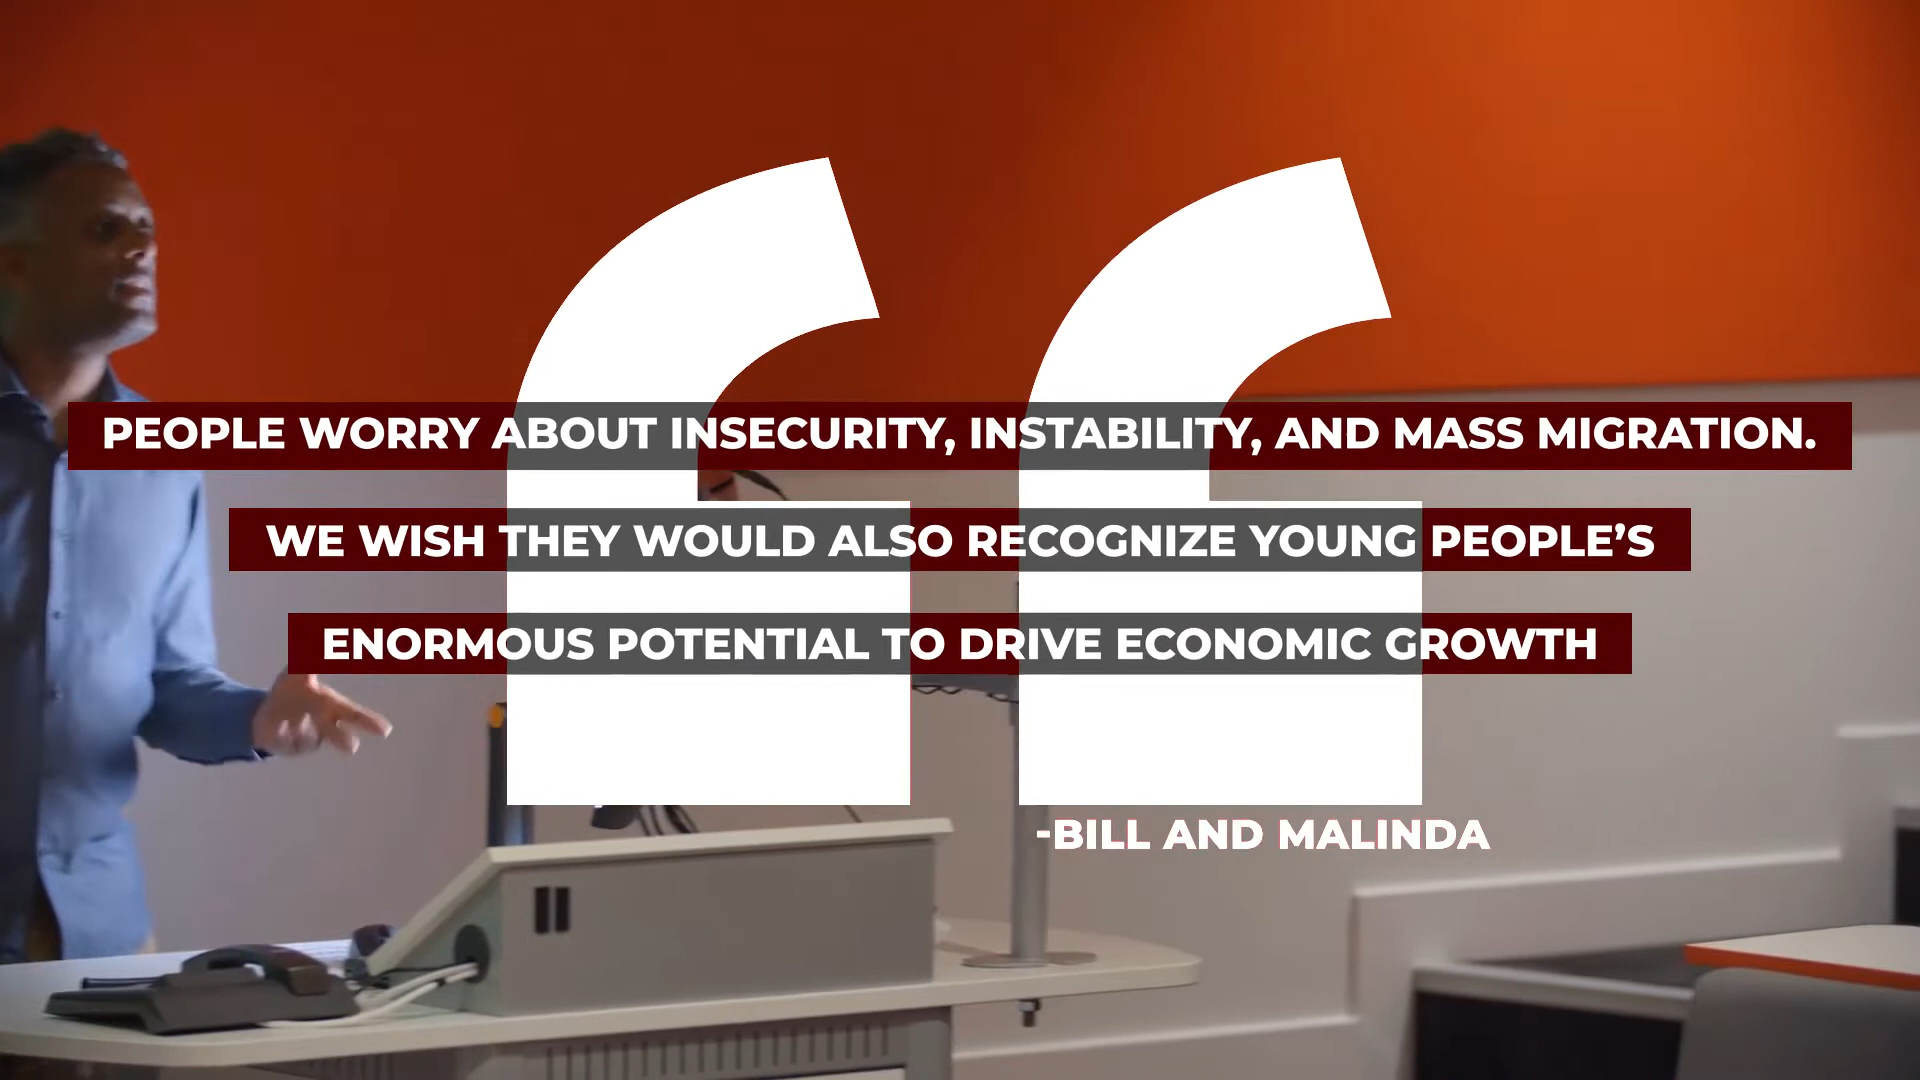 PEOPLE WORRY ABOUT INSECURITY, INSTABILITY, AND MASS MIGRATION.
WE WISH THEY WOULD ALSO RECOGNIZE YOUNG PEOPLE’S
ENORMOUS POTENTIAL TO DRIVE ECONOMIC GROWTH
-BILL AND MALINDA